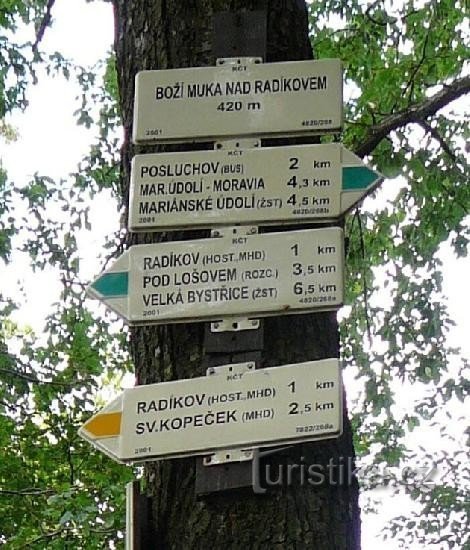 KČT
BOŽÍ MUKA NAD RADÍKOVEM
420 m
2001 4820/268
KČT
POSLUCHOV (BUS) 2 KM
MAR.ÚDOLÍ - MORAVIA 4,3 KM
MARIÁNSKÉ ÚDOLÍ (ŽST) 4,5 KM
2001 4820/268b
KČT
RADÍKOV (HOST.,MHD) 1 KM
POD LOŠOVEM (ROZC.) 3,5 KM
VELKÁ BYSTŘICE (ŽST) 6,5 KM
2001 4820/268a
KČT
RADÍKOV (HOST.,MHD) 1 KM
SV.KOPEČEK (MHD) 2,5 KM
2001 7822/268a
turistika.cz